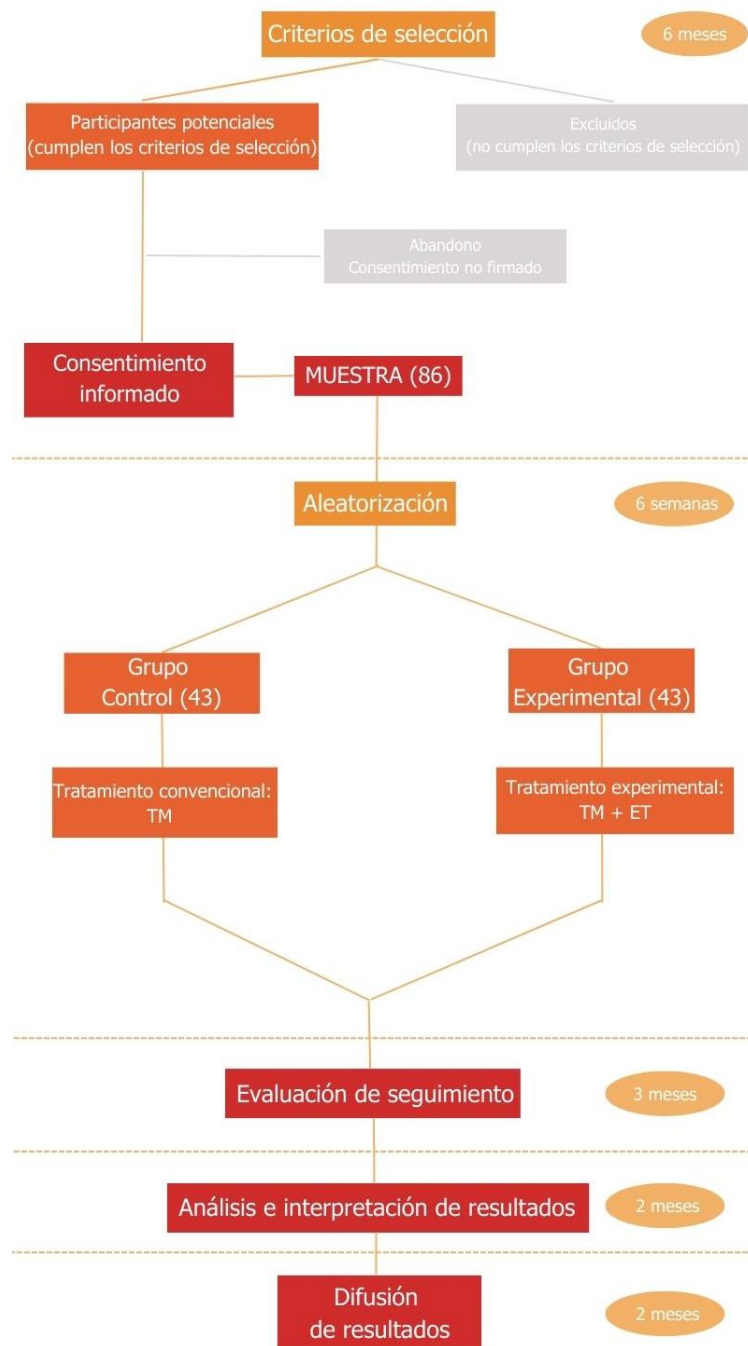 Criterios de selección
6 meses
Participantes potenciales
(cumplen los criterios de selección)
Excluidos
(no cumplen los criterios de selección)
Abandono
Consentimiento no firmado
Consentimiento
informado
MUESTRA (86)
Aleatorización
6 semanas
Grupo
Control (43)
Grupo
Experimental (43)
Tratamiento convencional:
TM
Tratamiento experimental:
TM + ET
Evaluación de seguimiento
3 meses
Análisis e interpretación de resultados
2 meses
Difusión
de resultados
2 meses